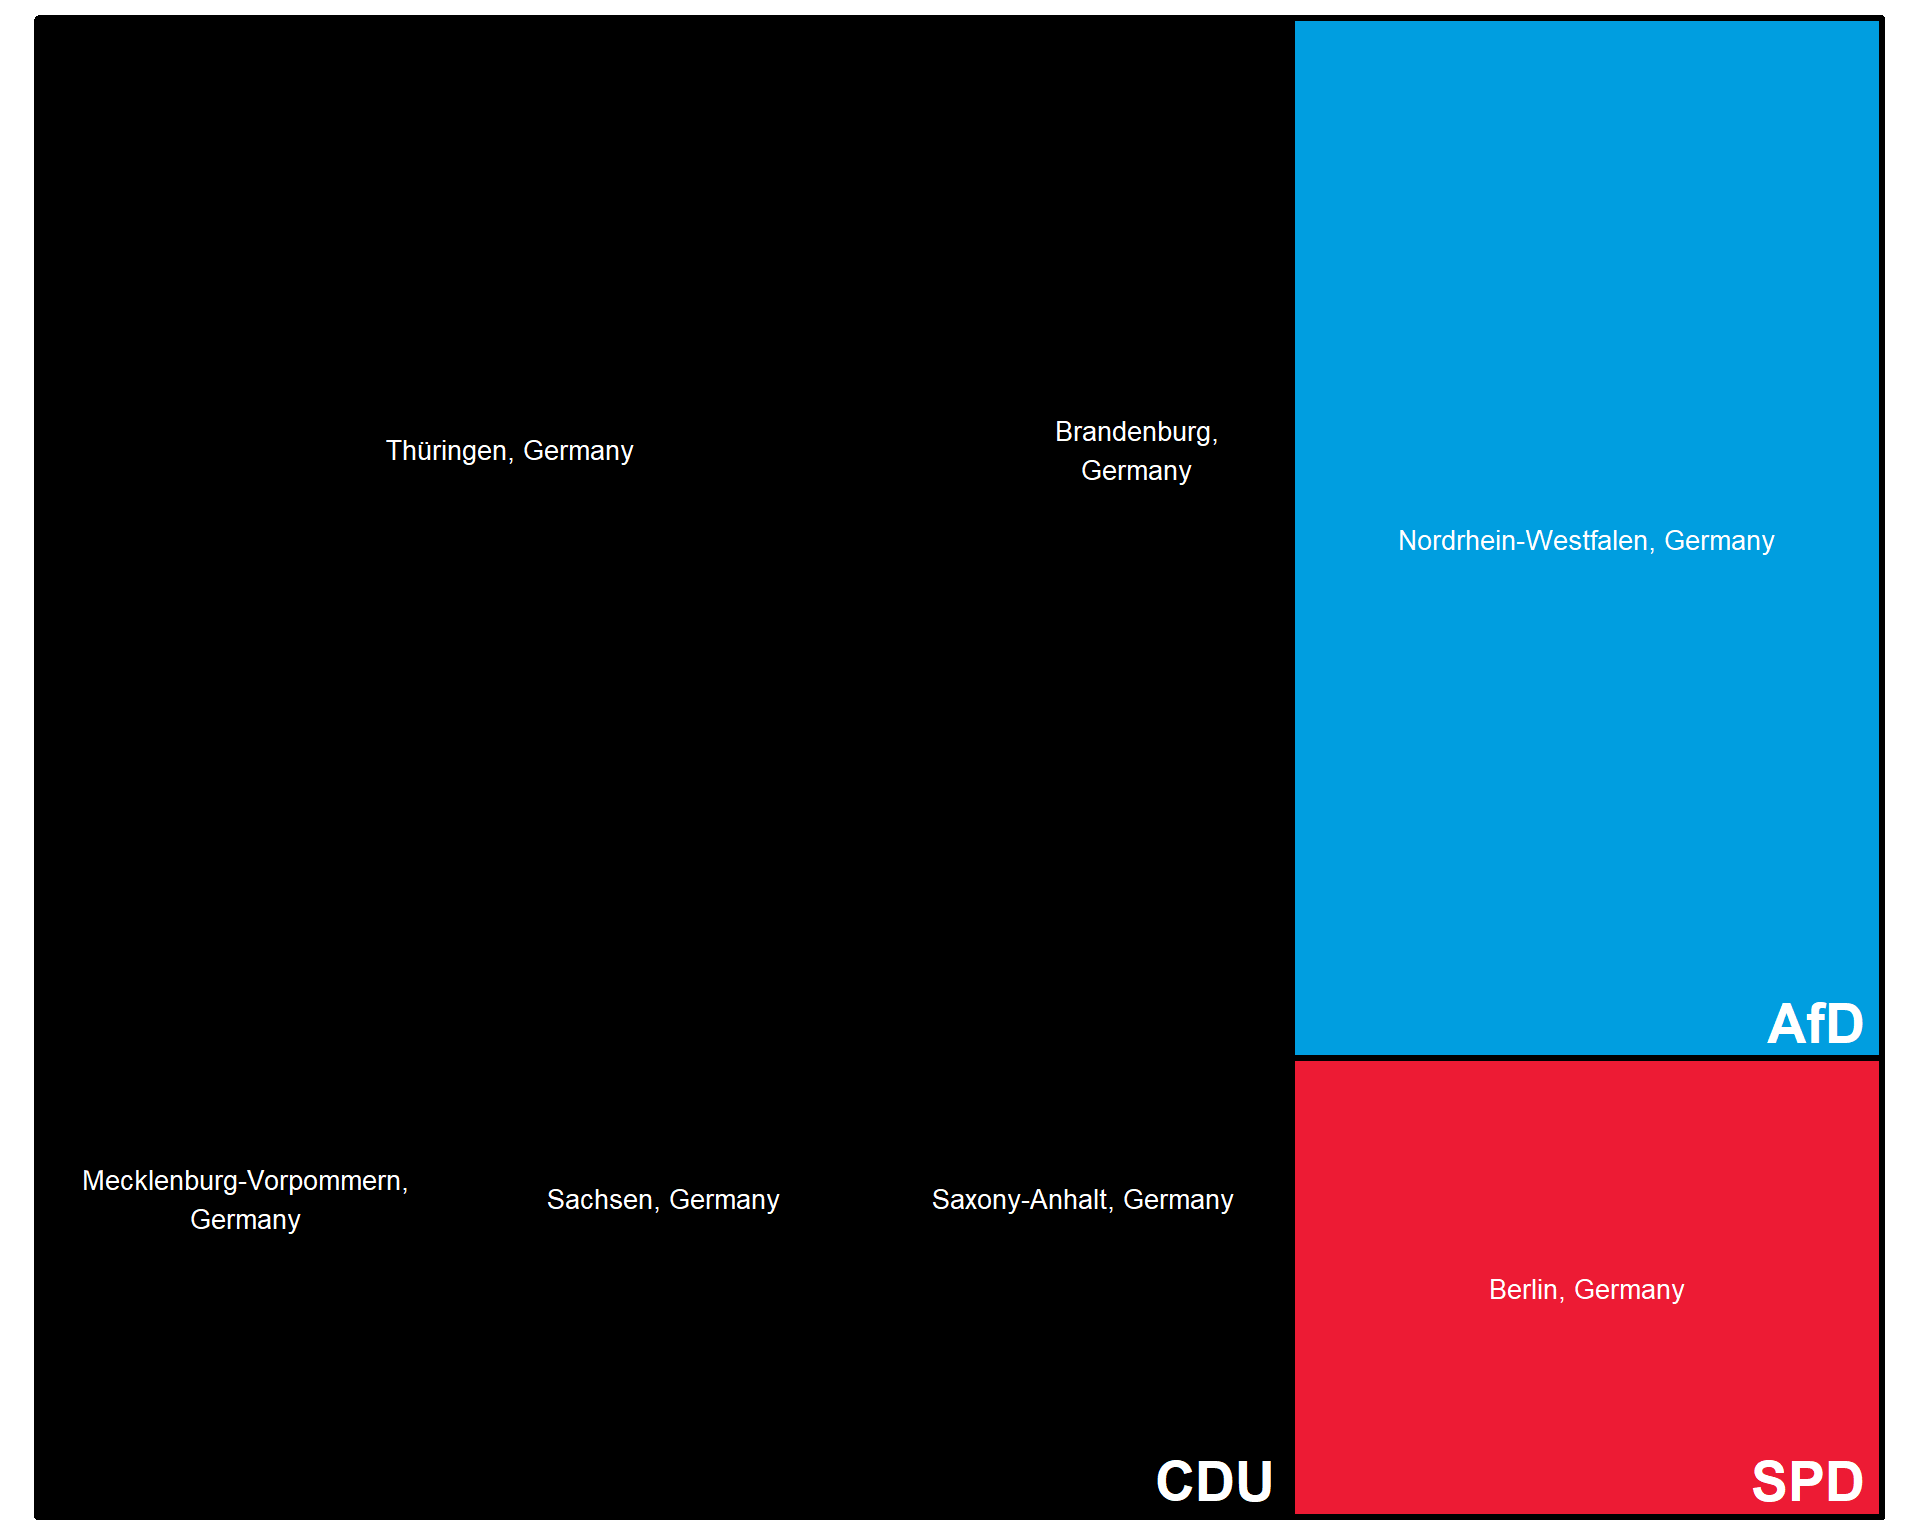 Thüringen, Germany
Brandenburg,
Germany
Nordrhein-Westfalen, Germany
AfD
Mecklenburg-Vorpommern,
Germany
Sachsen, Germany
Saxony-Anhalt, Germany
Berlin, Germany
CDU
SPD